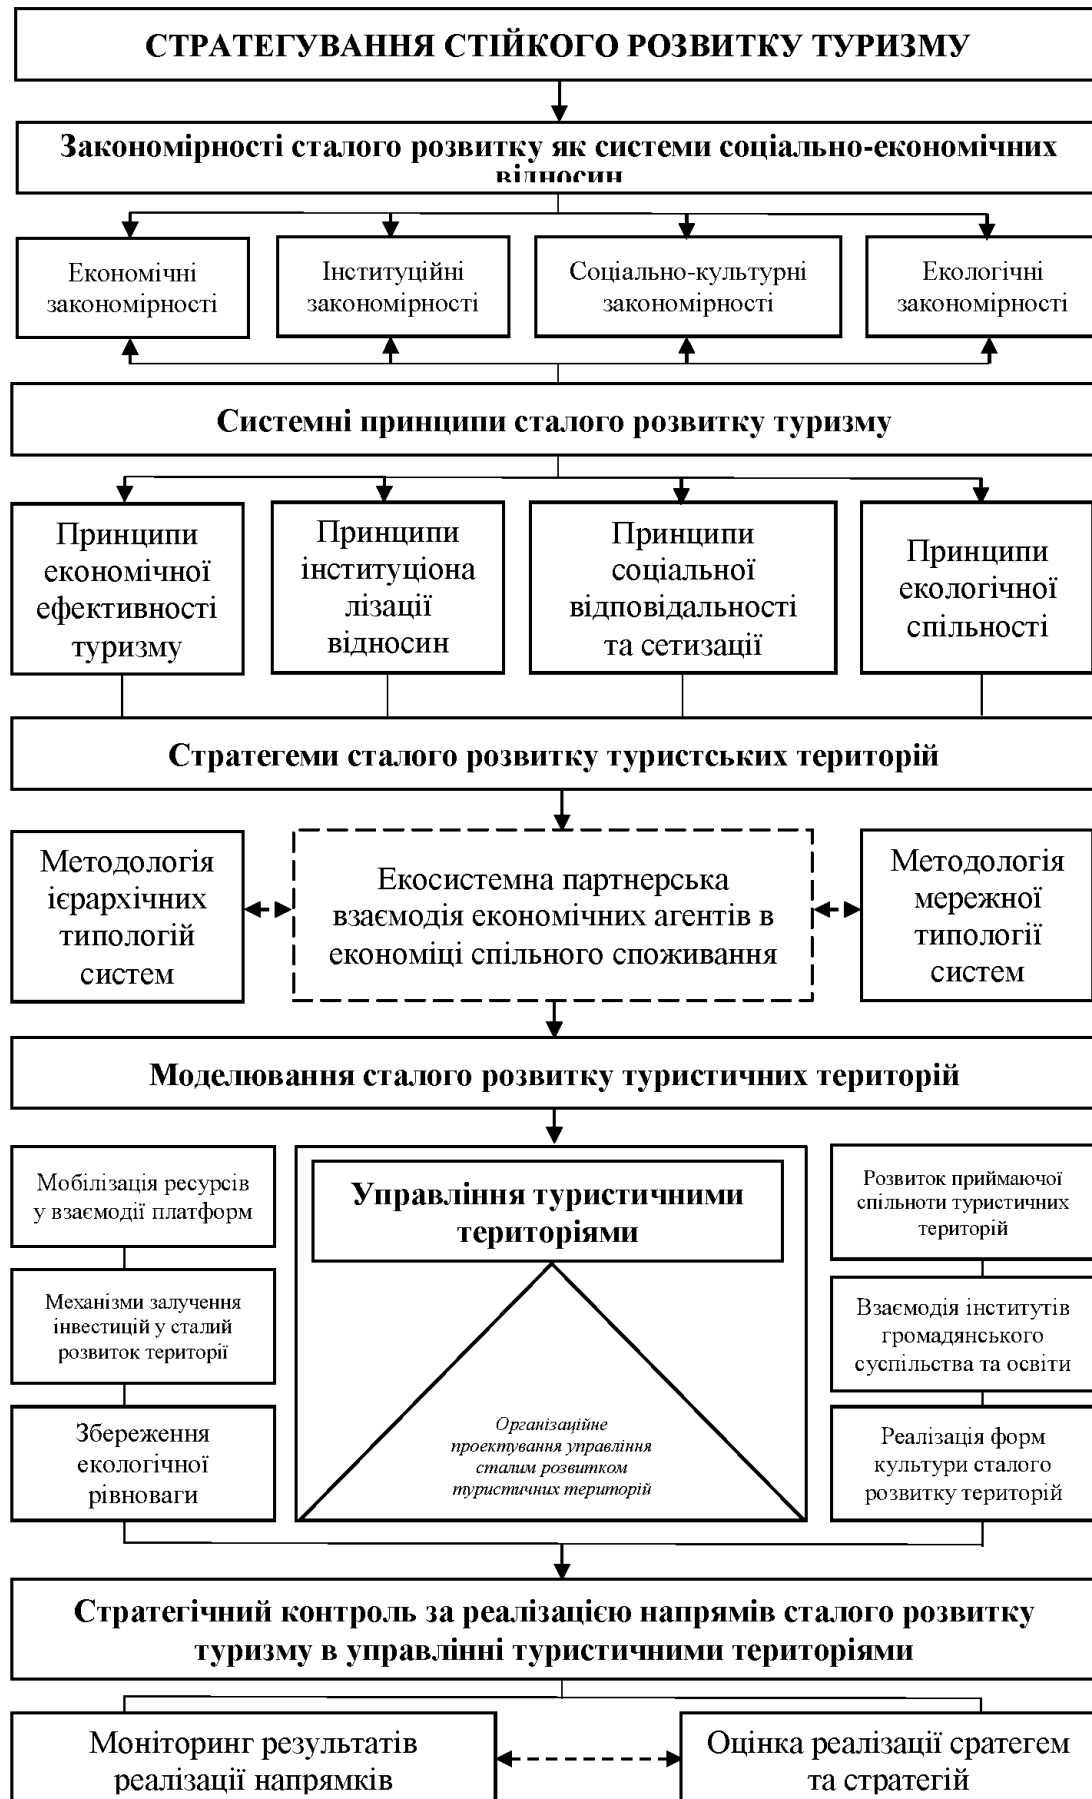 СТРАТЕГУВАННЯ СТІЙКОГО РОЗВИТКУ ТУРИЗМУ
Закономірності сталого розвитку як системи соціально-економічних
відносин
Економічні
закономірності
Інституційні
закономірності
Соціально-культурні
закономірності
Екологічні
закономірності
Системні принципи сталого розвитку туризму
Принципи
економічної
ефективності
туризму
Принципи
інституціона
лізації
відносин
Принципи
соціальної
відповідальності
та сетизації
Принципи
екологічної
спільності
Стратегеми сталого розвитку туристських територій
Методологія
ієрархічних
типологій
систем
Екосистемна партнерська
взаємодія економічних агентів в
економіці спільного споживання
Методологія
мережної
типології
систем
Моделювання сталого розвитку туристичних територій
Мобілізація ресурсів
у взаємодії платформ
Механізми залучення
інвестицій у сталий
розвиток території
Збереження
екологічної
рівноваги
Управління туристичними
територіями
Організаційне
проектування управління
сталим розвитком
туристичних територій
Розвиток приймаючої
спільноти туристичних
територій
Взаємодія інститутів
громадянського
суспільства та освіти
Реалізація форм
культури сталого
розвитку територій
Стратегічний контроль за реалізацією напрямів сталого розвитку
туризму в управлінні туристичними територіями
Моніторинг результатів
реалізації напрямків
Оцінка реалізації сратегем
та стратегій